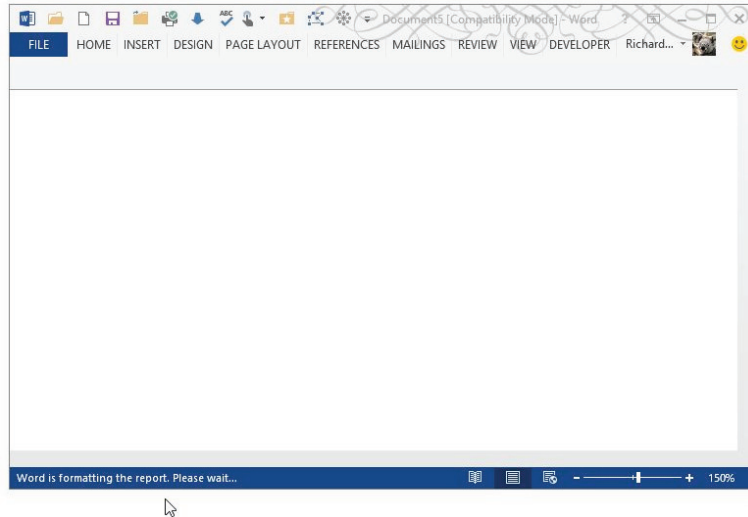 ABC Document5 [Compatibility Mode] - Word ?
FILE HOME INSERT DESIGN PAGE LAYOUT REFERENCES MAILINGS REVIEW VIEW DEVELOPER Richard...
Word is formatting the report. Please wait... 150%